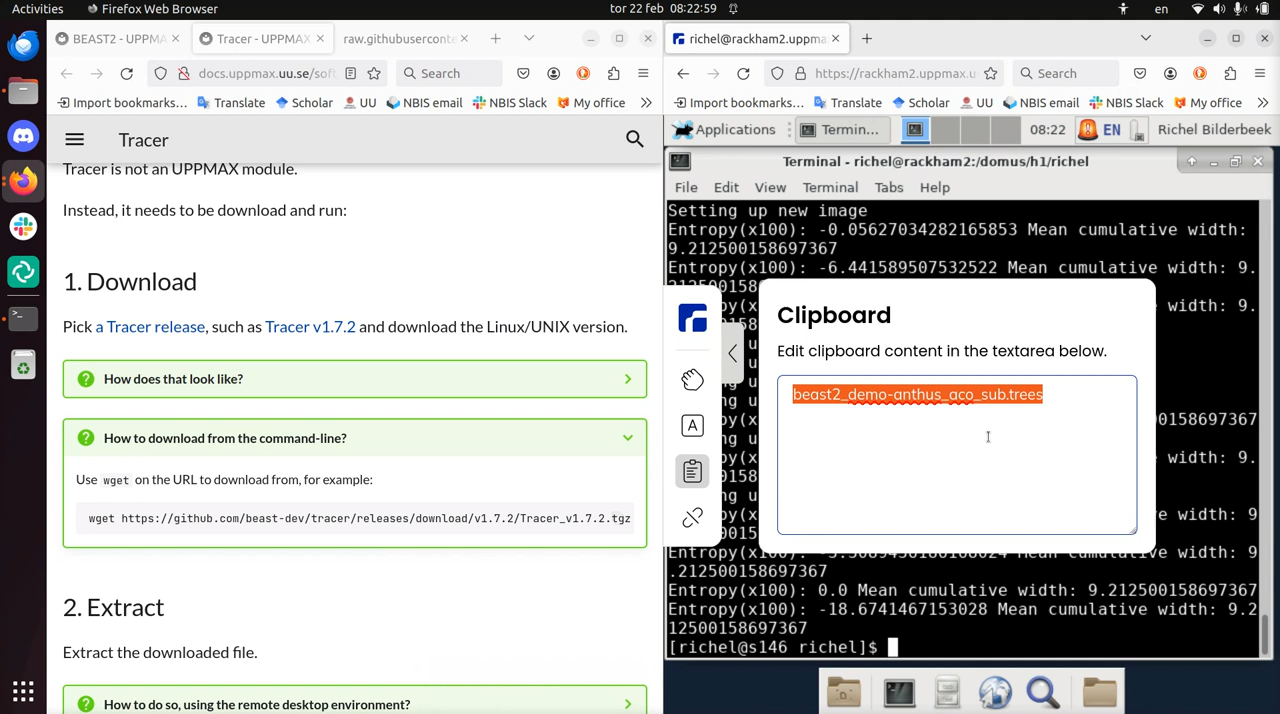 Activities
Firefox Web Browser
tor 22 feb 08:22:59
en
BEAST2 - UPPMA
Tracer - UPPMAX
raw.githubuserconte
docs.uppmax.uu.se/soft
Search
Import bookmarks...
Translate
Scholar
UU
NBIS email
NBIS Slack
My office
Tracer
Tracer is not an UPPMAX module.
Instead, it needs to be download and run:
1. Download
Pick a Tracer release, such as Tracer v1.7.2 and download the Linux/UNIX version.
How does that look like?
How to download from the command-line?
Use wget on the URL to download from, for example:
wget https://github.com/beast-dev/tracer/releases/download/v1.7.2/Tracer_v1.7.2.tgz
2. Extract
Extract the downloaded file.
How to do so, using the remote desktop environment?
richel@rackham2.uppma
https://rackham2.uppmax.u
Search
Import bookmarks...
Translate
Scholar
UU
NBIS email
NBIS Slack
My office
Applications
Termin...
08:22
EN
Richel Bilderbeek
Terminal - richel@rackham2:/domus/h1/richel
File Edit View Terminal Tabs Help
Setting up new image
Entropy(x100): -0.05627034282165853 Mean cumulative width:
9.212500158697367
Entropy(x100): -6.441589507532522 Mean cumulative width: 9.
Clipboard
Edit clipboard content in the textarea below.
A
beast2_demo-anthus_aco_sub.trees
.212500158697367
Entropy(x100): 0.0 Mean cumulative width: 9.212500158697367
Entropy(x100): -18.6741467153028 Mean cumulative width: 9.2
12500158697367
[richel@s146 richel]$